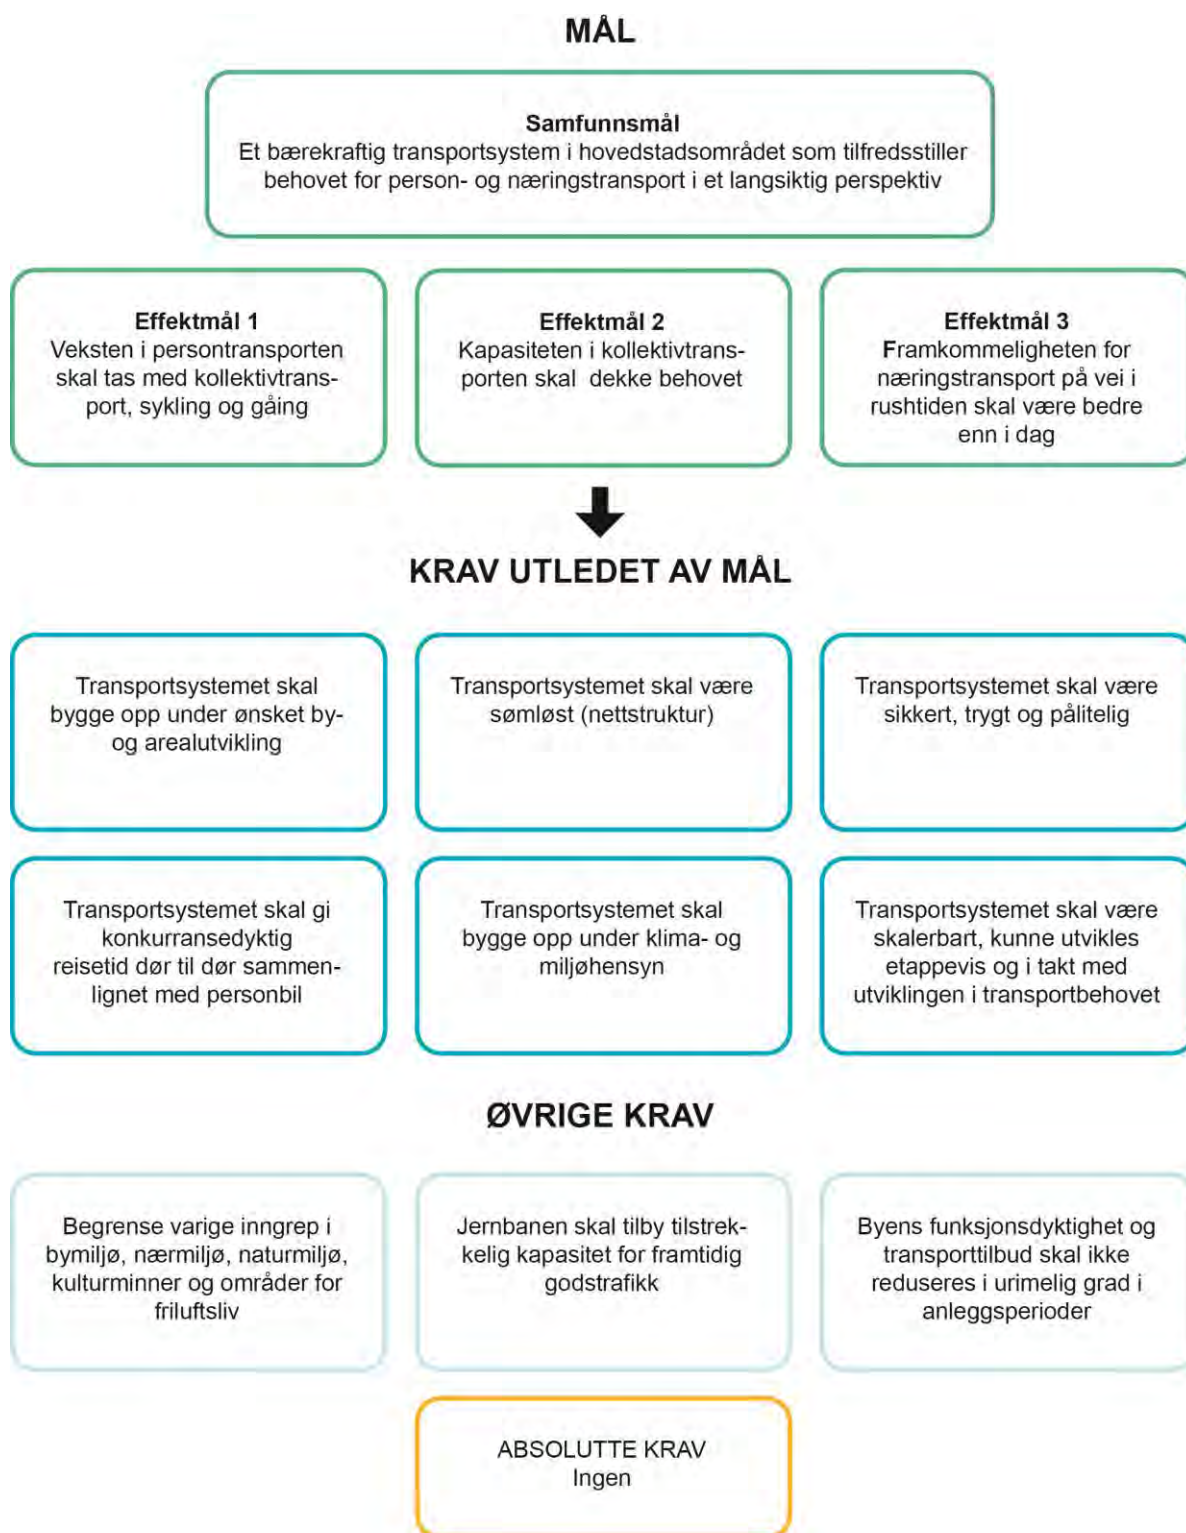 MÅL
Samfunnsmål
Et bærekraftig transportsystem i hovedstadsområdet som tilfredsstiller
behovet for person- og næringstransport i et langsiktig perspektiv
Effektmål 1
Veksten i persontransporten
skal tas med kollektivtrans-
port, sykling og gåing
Effektmål 2
Kapasiteten i kollektivtrans-
porten skal dekke behovet
Effektmål 3
Framkommeligheten for
næringstransport på vei i
rushtiden skal være bedre
enn i dag
KRAV UTLEDET AV MÅL
Transportsystemet skal
bygge opp under ønsket by-
og arealutvikling
Transportsystemet skal være
sømløst (nettstruktur)
Transportsystemet skal være
sikkert, trygt og pålitelig
Transportsystemet skal gi
konkurransedyktig
reisetid dør til dør sammen-
lignet med personbil
Transportsystemet skal
bygge opp under klima- og
miljøhensyn
Transportsystemet skal være
skalerbart, kunne utvikles
etappevis og i takt med
utviklingen i transportbehovet
ØVRIGE KRAV
Begrense varige inngrep i
bymiljø, nærmiljø, naturmiljø,
kulturminner og områder for
friluftsliv
Jernbanen skal tilby tilstrek-
kelig kapasitet for framtidig
godstrafikk
Byens funksjonsdyktighet og
transporttilbud skal ikke
reduseres i urimelig grad i
anleggsperioder
ABSOLUTTE KRAV
Ingen